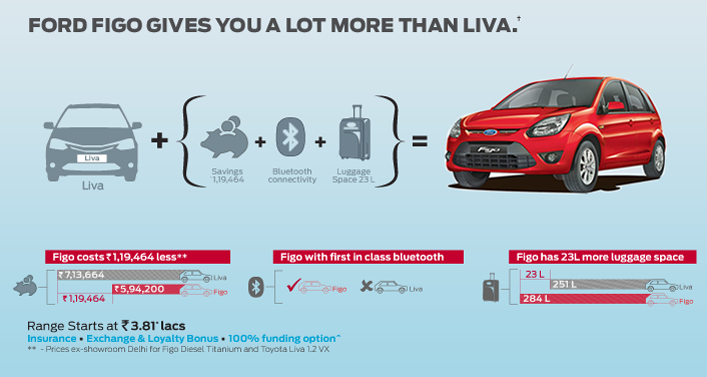 FORD FIGO GIVES YOU A LOT MORE THAN LIVA.†
Liva
Figo
+ { + + } =
Liva
Savings
`1,19,464
Bluetooth
connectivity
Luggage
Space 23 L
Figo costs ₹1,19,464 less**
₹7,13,664
Liva
₹5,94,200
₹1,19,464
Figo
Figo with first in class bluetooth
Figo
Liva
Figo has 23L more luggage space
23 L
251 L
Liva
284 L
Figo
Range Starts at ₹3.81* lacs
Insurance • Exchange & Loyalty Bonus • 100% funding option^
** - Prices ex-showroom Delhi for Figo Diesel Titanium and Toyota Liva 1.2 VX